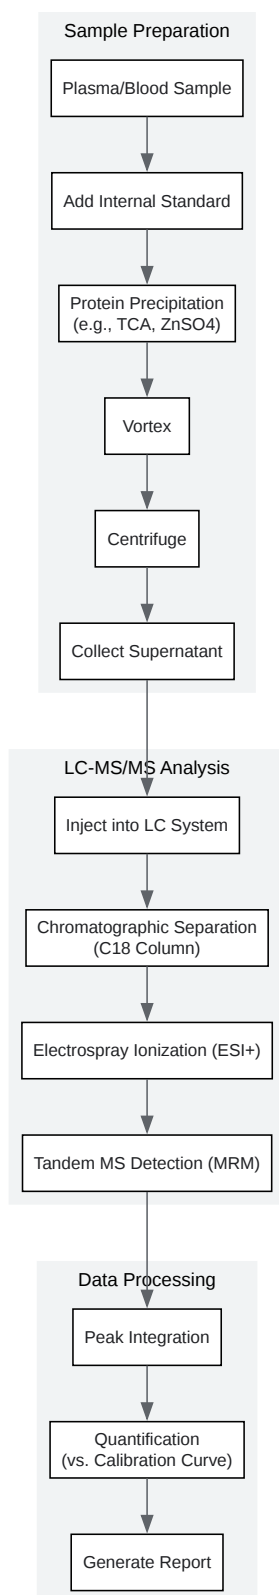 Sample Preparation
Plasma/Blood Sample
Add Internal Standard
Protein Precipitation
(e.g., TCA, ZnSO4)
Vortex
Centrifuge
Collect Supernatant
LC-MS/MS Analysis
Inject into LC System
Chromatographic Separation
(C18 Column)
Electrospray Ionization (ESI+)
Tandem MS Detection (MRM)
Data Processing
Peak Integration
Quantification
(vs. Calibration Curve)
Generate Report